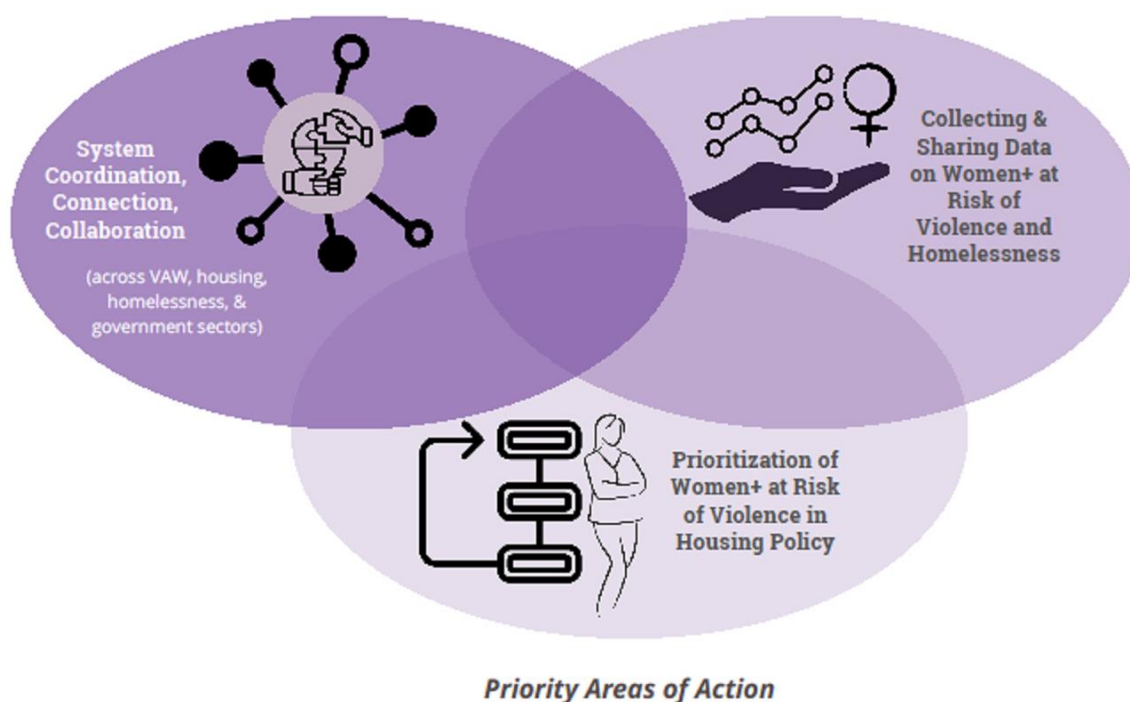 System
Coordination,
Connection,
Collaboration
(across VAW, housing,
homelessness, &
government sectors)
Collecting &
Sharing Data
on Women+ at
Risk of
Violence and
Homelessness
Prioritization of
Women+ at Risk
of Violence in
Housing Policy
Priority Areas of Action